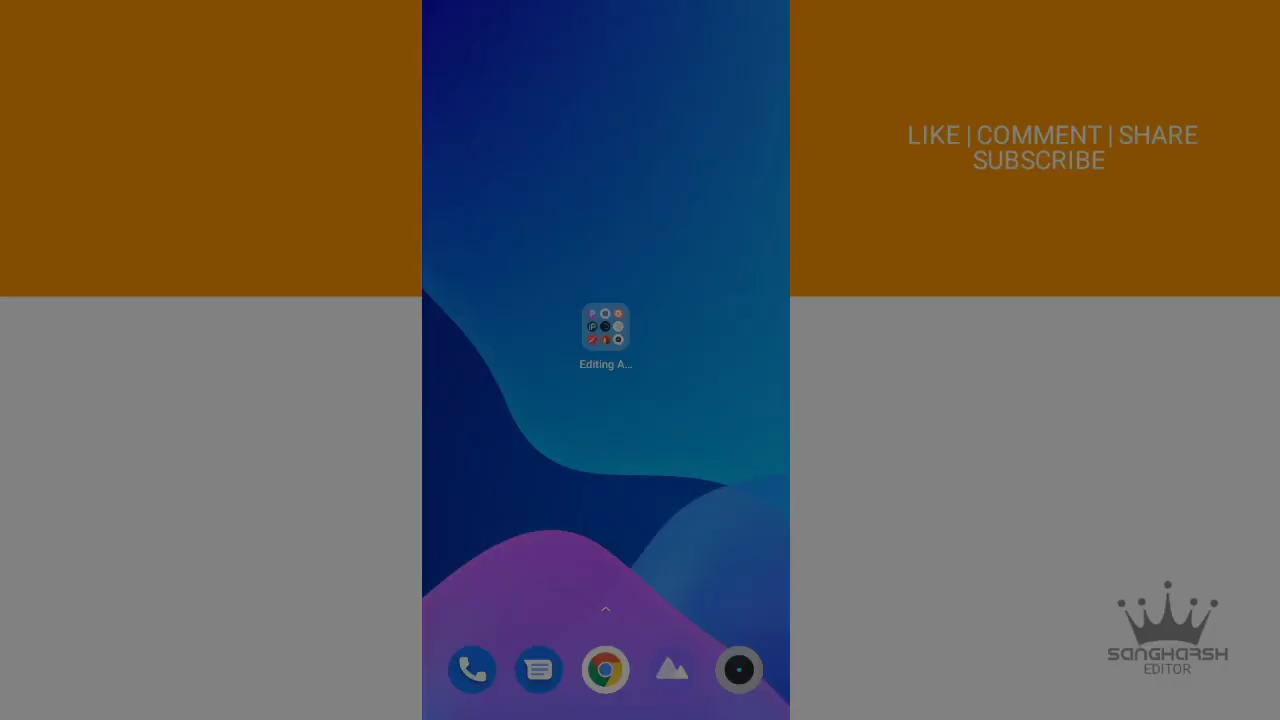 LIKE | COMMENT | SHARE
SUBSCRIBE
Editing A...
SANGHARSH
EDITOR